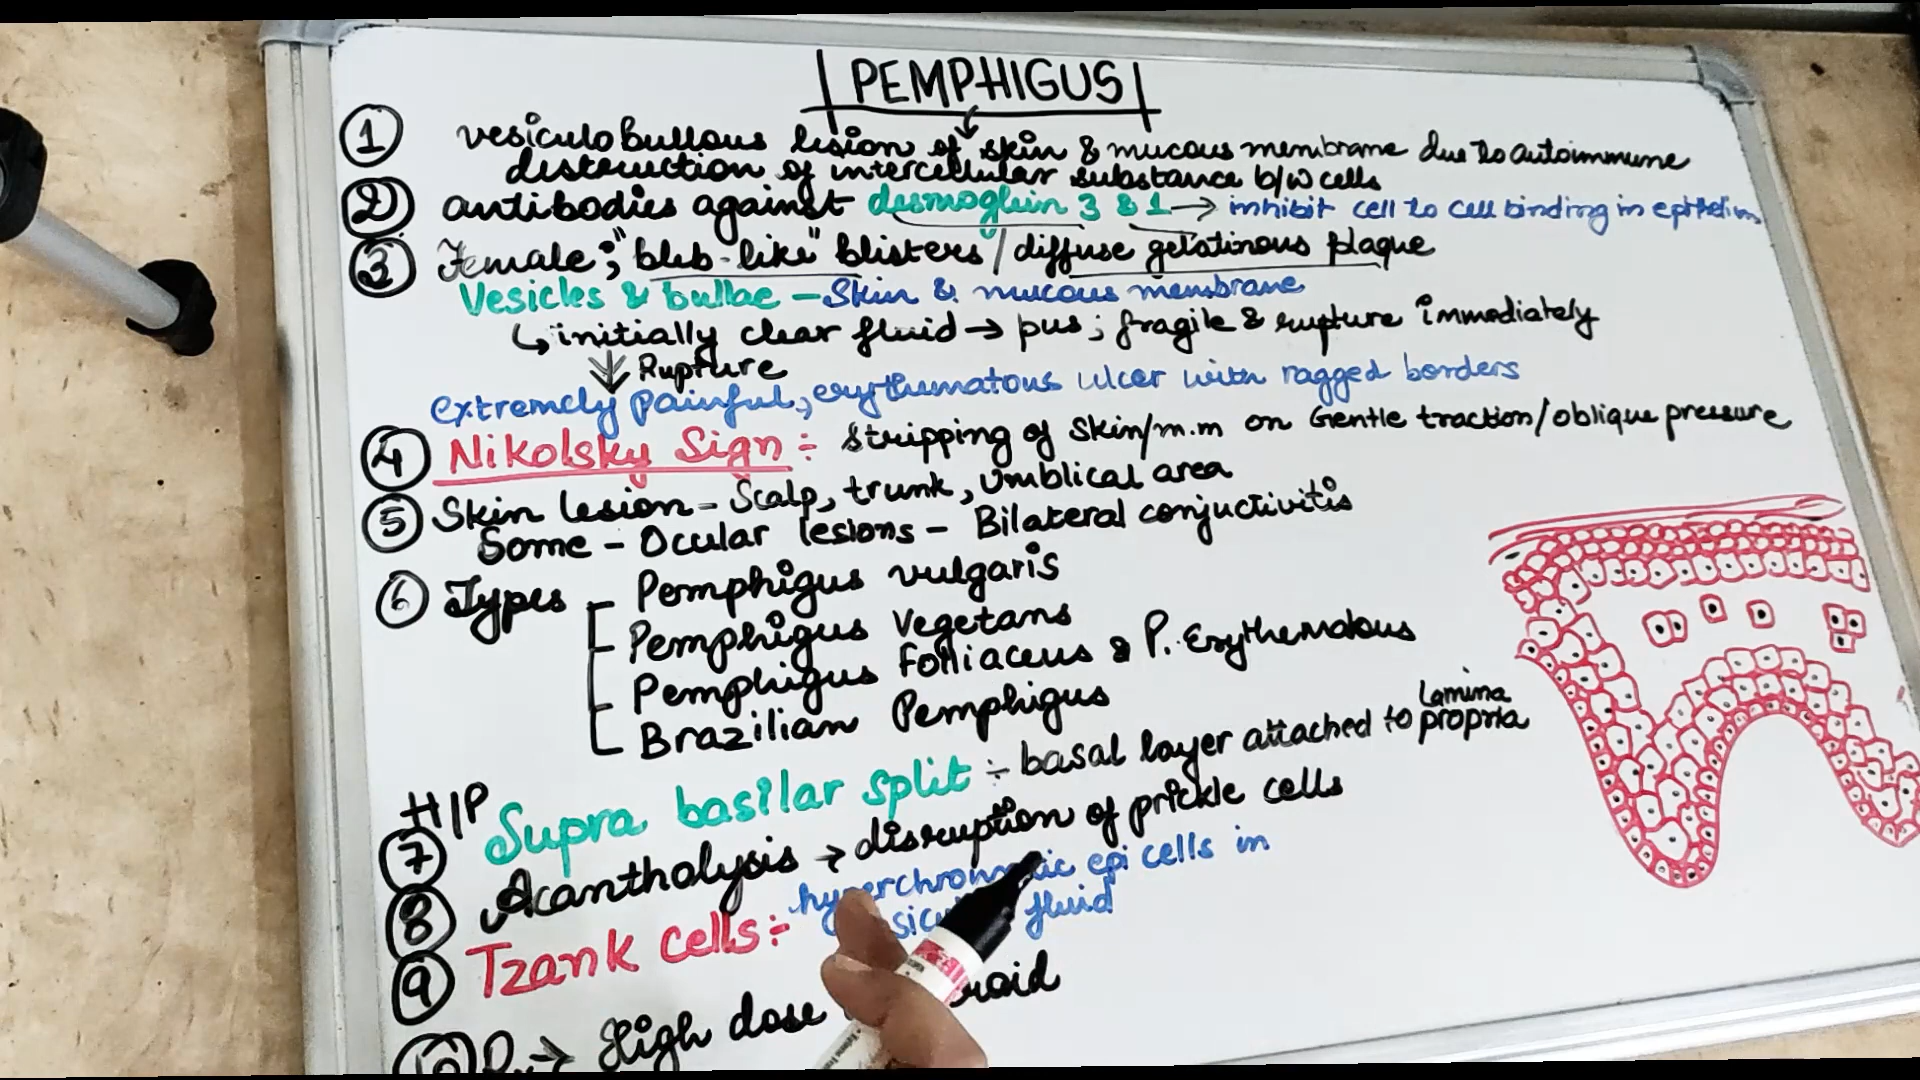 PEMPHIGUS
① vesiculobullous lesion of skin & mucous membrane due to autoimmune
destruction of intercellular substance b/w cells
② antibodies against desmoglein 3 & 1 → inhibit cell to cell binding in epithelium
③ Female; "bleb-like" blisters / diffuse gelatinous plaque
Vesicles & bullae - Skin & mucous membrane
↳ initially clear fluid → pus; fragile & rupture immediately
Rupture
extremely painful, erythematous ulcer with ragged borders
④ Nikolsky Sign ÷ stripping of skin/m.m on Gentle traction/oblique pressure
⑤ Skin lesion - Scalp, trunk, Umblical area
Some - Ocular lesions - Bilateral conjuctivitis
⑥ Types - Pemphigus vulgaris
Pemphigus Vegetans
Pemphigus Folliaceus & P. Erythematous
Brazilian Pemphigus
H/P
⑦ Supra basilar split ÷ basal layer attached to lamina propria
⑧ Acantholysis → disruption of prickle cells
⑨ Tzank cells ÷ epi cells in
fluid
⑩ → High dose